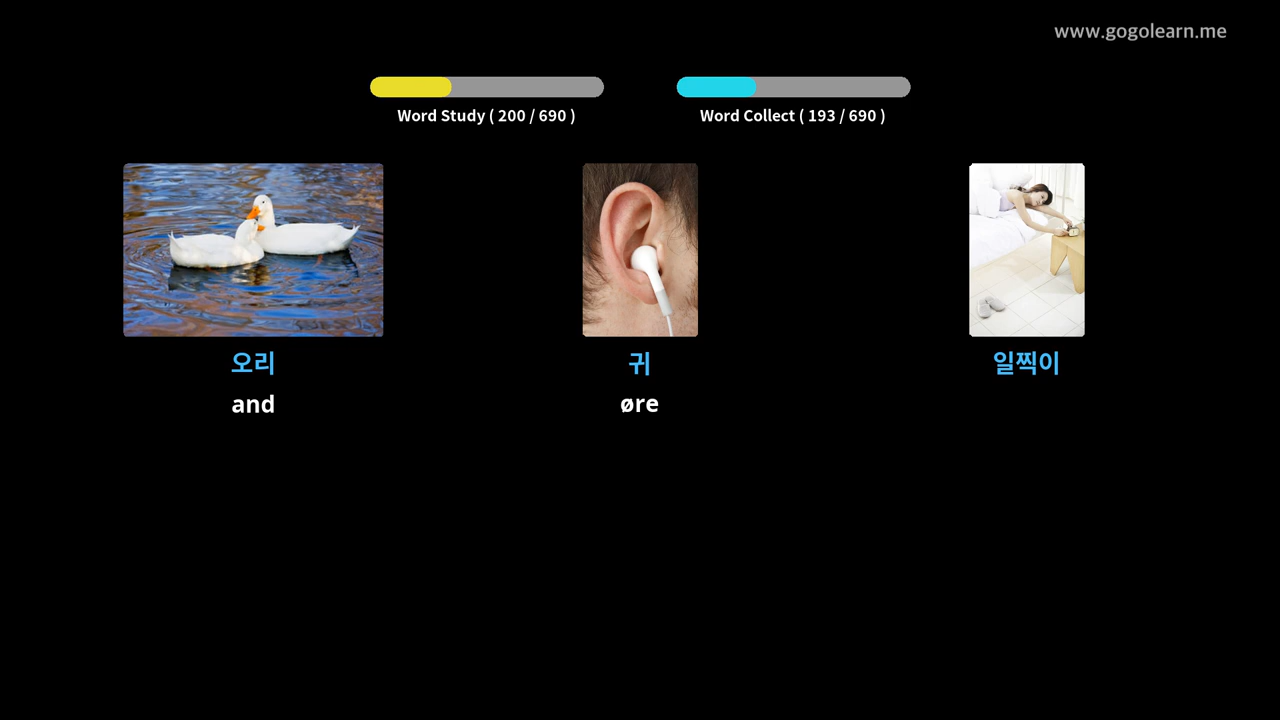 www.gogolearn.me
Word Study ( 200 / 690 )
Word Collect ( 193 / 690 )
오리
귀
일찍이
and
øre